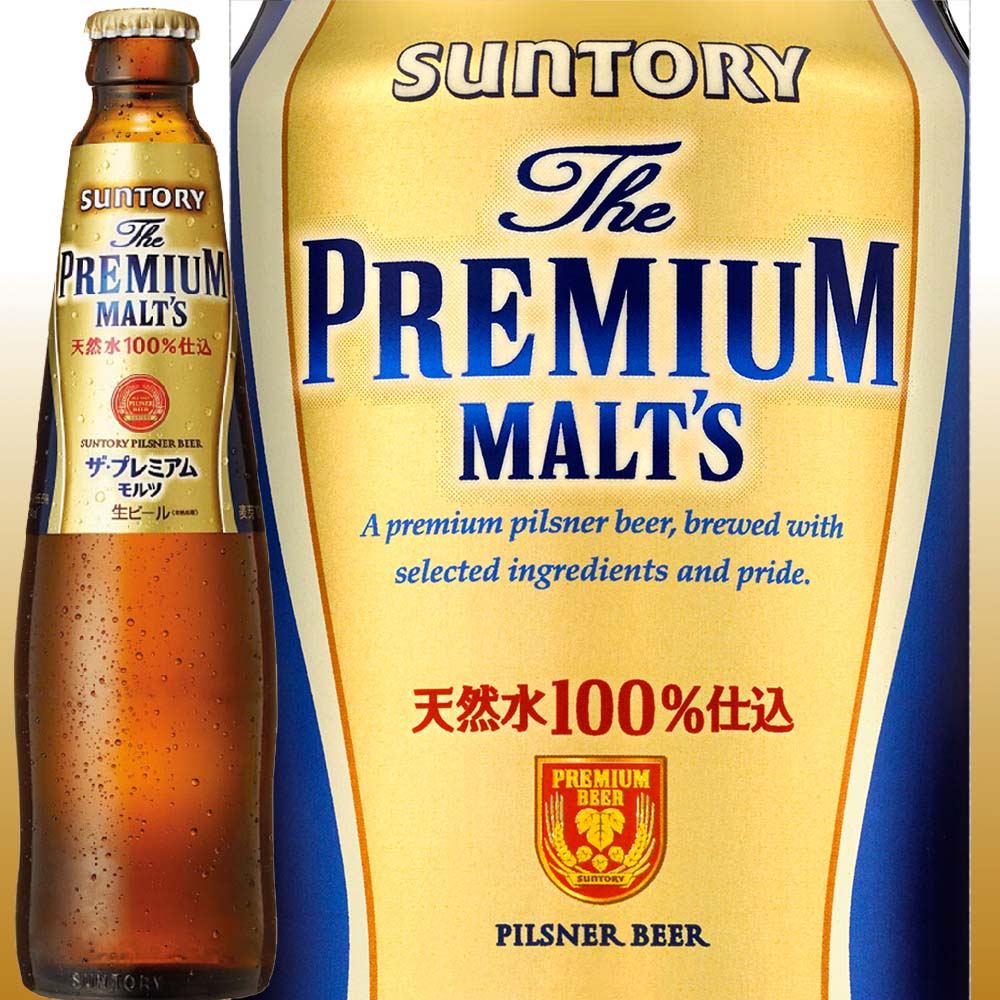 SUNTORY
The
PREMIUM
MALT'S
天然水100%仕込
PILSNER
BEER
SUNTORY PILSNER BEER
ザ・プレミアム
モルツ
生ビール
SUNTORY
SUNTORY
The
PREMIUM
MALT'S
A premium pilsner beer, brewed with
selected ingredients and pride.
天然水100%仕込
PREMIUM
BEER
SUNTORY
PILSNER BEER